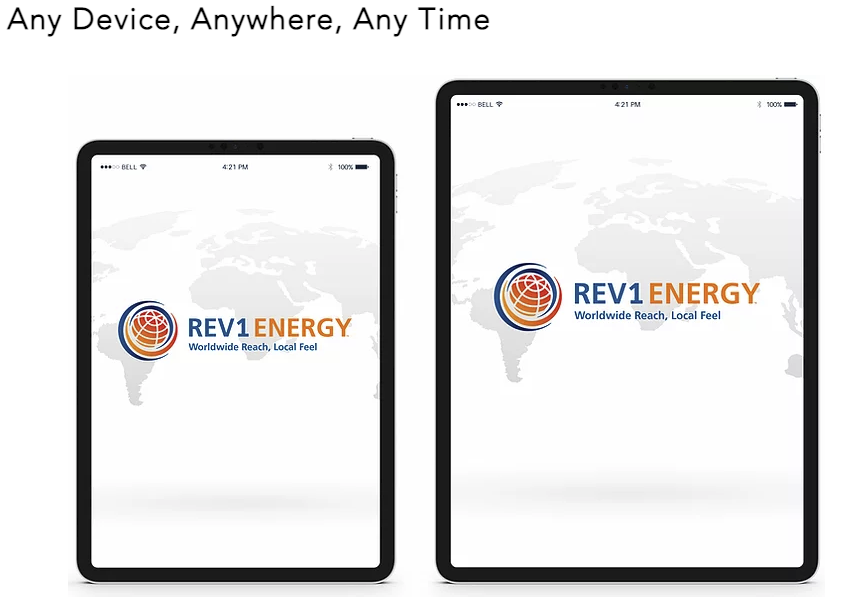 Any Device, Anywhere, Any Time
BELL
4:21 PM
100%
REV1 ENERGY
Worldwide Reach, Local Feel
BELL
4:21 PM
100%
REV1 ENERGY
Worldwide Reach, Local Feel